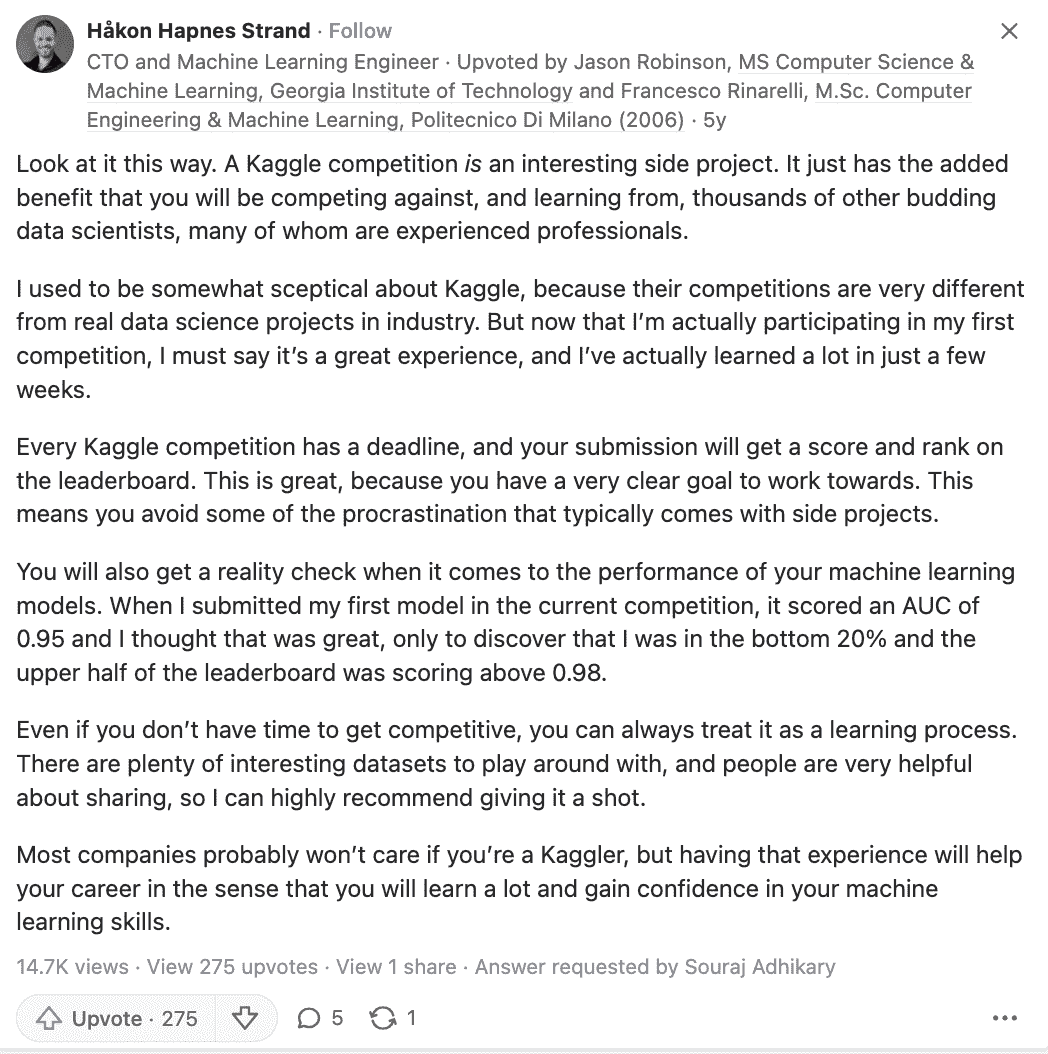 Håkon Hapnes Strand · Follow
CTO and Machine Learning Engineer · Upvoted by Jason Robinson, MS Computer Science &
Machine Learning, Georgia Institute of Technology and Francesco Rinarelli, M.Sc. Computer
Engineering & Machine Learning, Politecnico Di Milano (2006) · 5y
Look at it this way. A Kaggle competition is an interesting side project. It just has the added
benefit that you will be competing against, and learning from, thousands of other budding
data scientists, many of whom are experienced professionals.
I used to be somewhat sceptical about Kaggle, because their competitions are very different
from real data science projects in industry. But now that I’m actually participating in my first
competition, I must say it’s a great experience, and I’ve actually learned a lot in just a few
weeks.
Every Kaggle competition has a deadline, and your submission will get a score and rank on
the leaderboard. This is great, because you have a very clear goal to work towards. This
means you avoid some of the procrastination that typically comes with side projects.
You will also get a reality check when it comes to the performance of your machine learning
models. When I submitted my first model in the current competition, it scored an AUC of
0.95 and I thought that was great, only to discover that I was in the bottom 20% and the
upper half of the leaderboard was scoring above 0.98.
Even if you don’t have time to get competitive, you can always treat it as a learning process.
There are plenty of interesting datasets to play around with, and people are very helpful
about sharing, so I can highly recommend giving it a shot.
Most companies probably won’t care if you’re a Kaggler, but having that experience will help
your career in the sense that you will learn a lot and gain confidence in your machine
learning skills.
14.7K views · View 275 upvotes · View 1 share · Answer requested by Souraj Adhikary
Upvote · 275 5 1